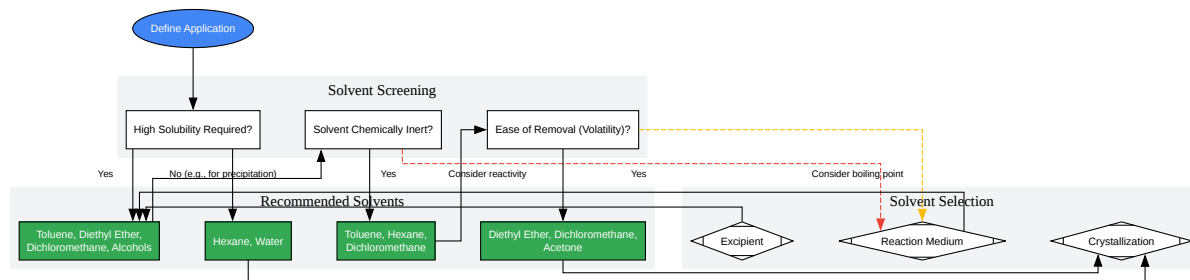 Define Application
Solvent Screening
High Solubility Required?
Solvent Chemically Inert?
Ease of Removal (Volatility)?
Yes
No (e.g., for precipitation)
Yes
Consider reactivity
Yes
Consider boiling point
Recommended Solvents
Solvent Selection
Toluene, Diethyl Ether,
Dichloromethane, Alcohols
Hexane, Water
Toluene, Hexane,
Dichloromethane
Diethyl Ether, Dichloromethane,
Acetone
Excipient
Reaction Medium
Crystallization